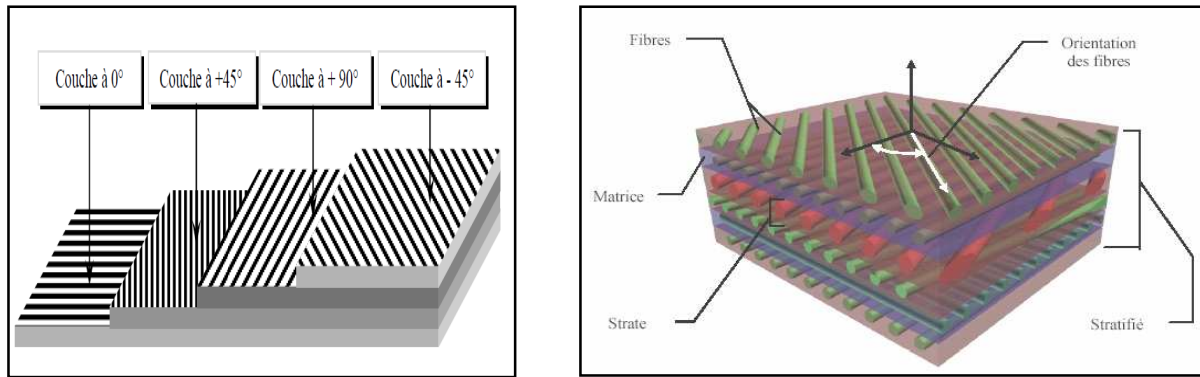 Couche à 0°
Couche à +45°
Couche à + 90°
Couche à - 45°
Fibres
Orientation
des fibres
Matrice
Strate
Stratifié